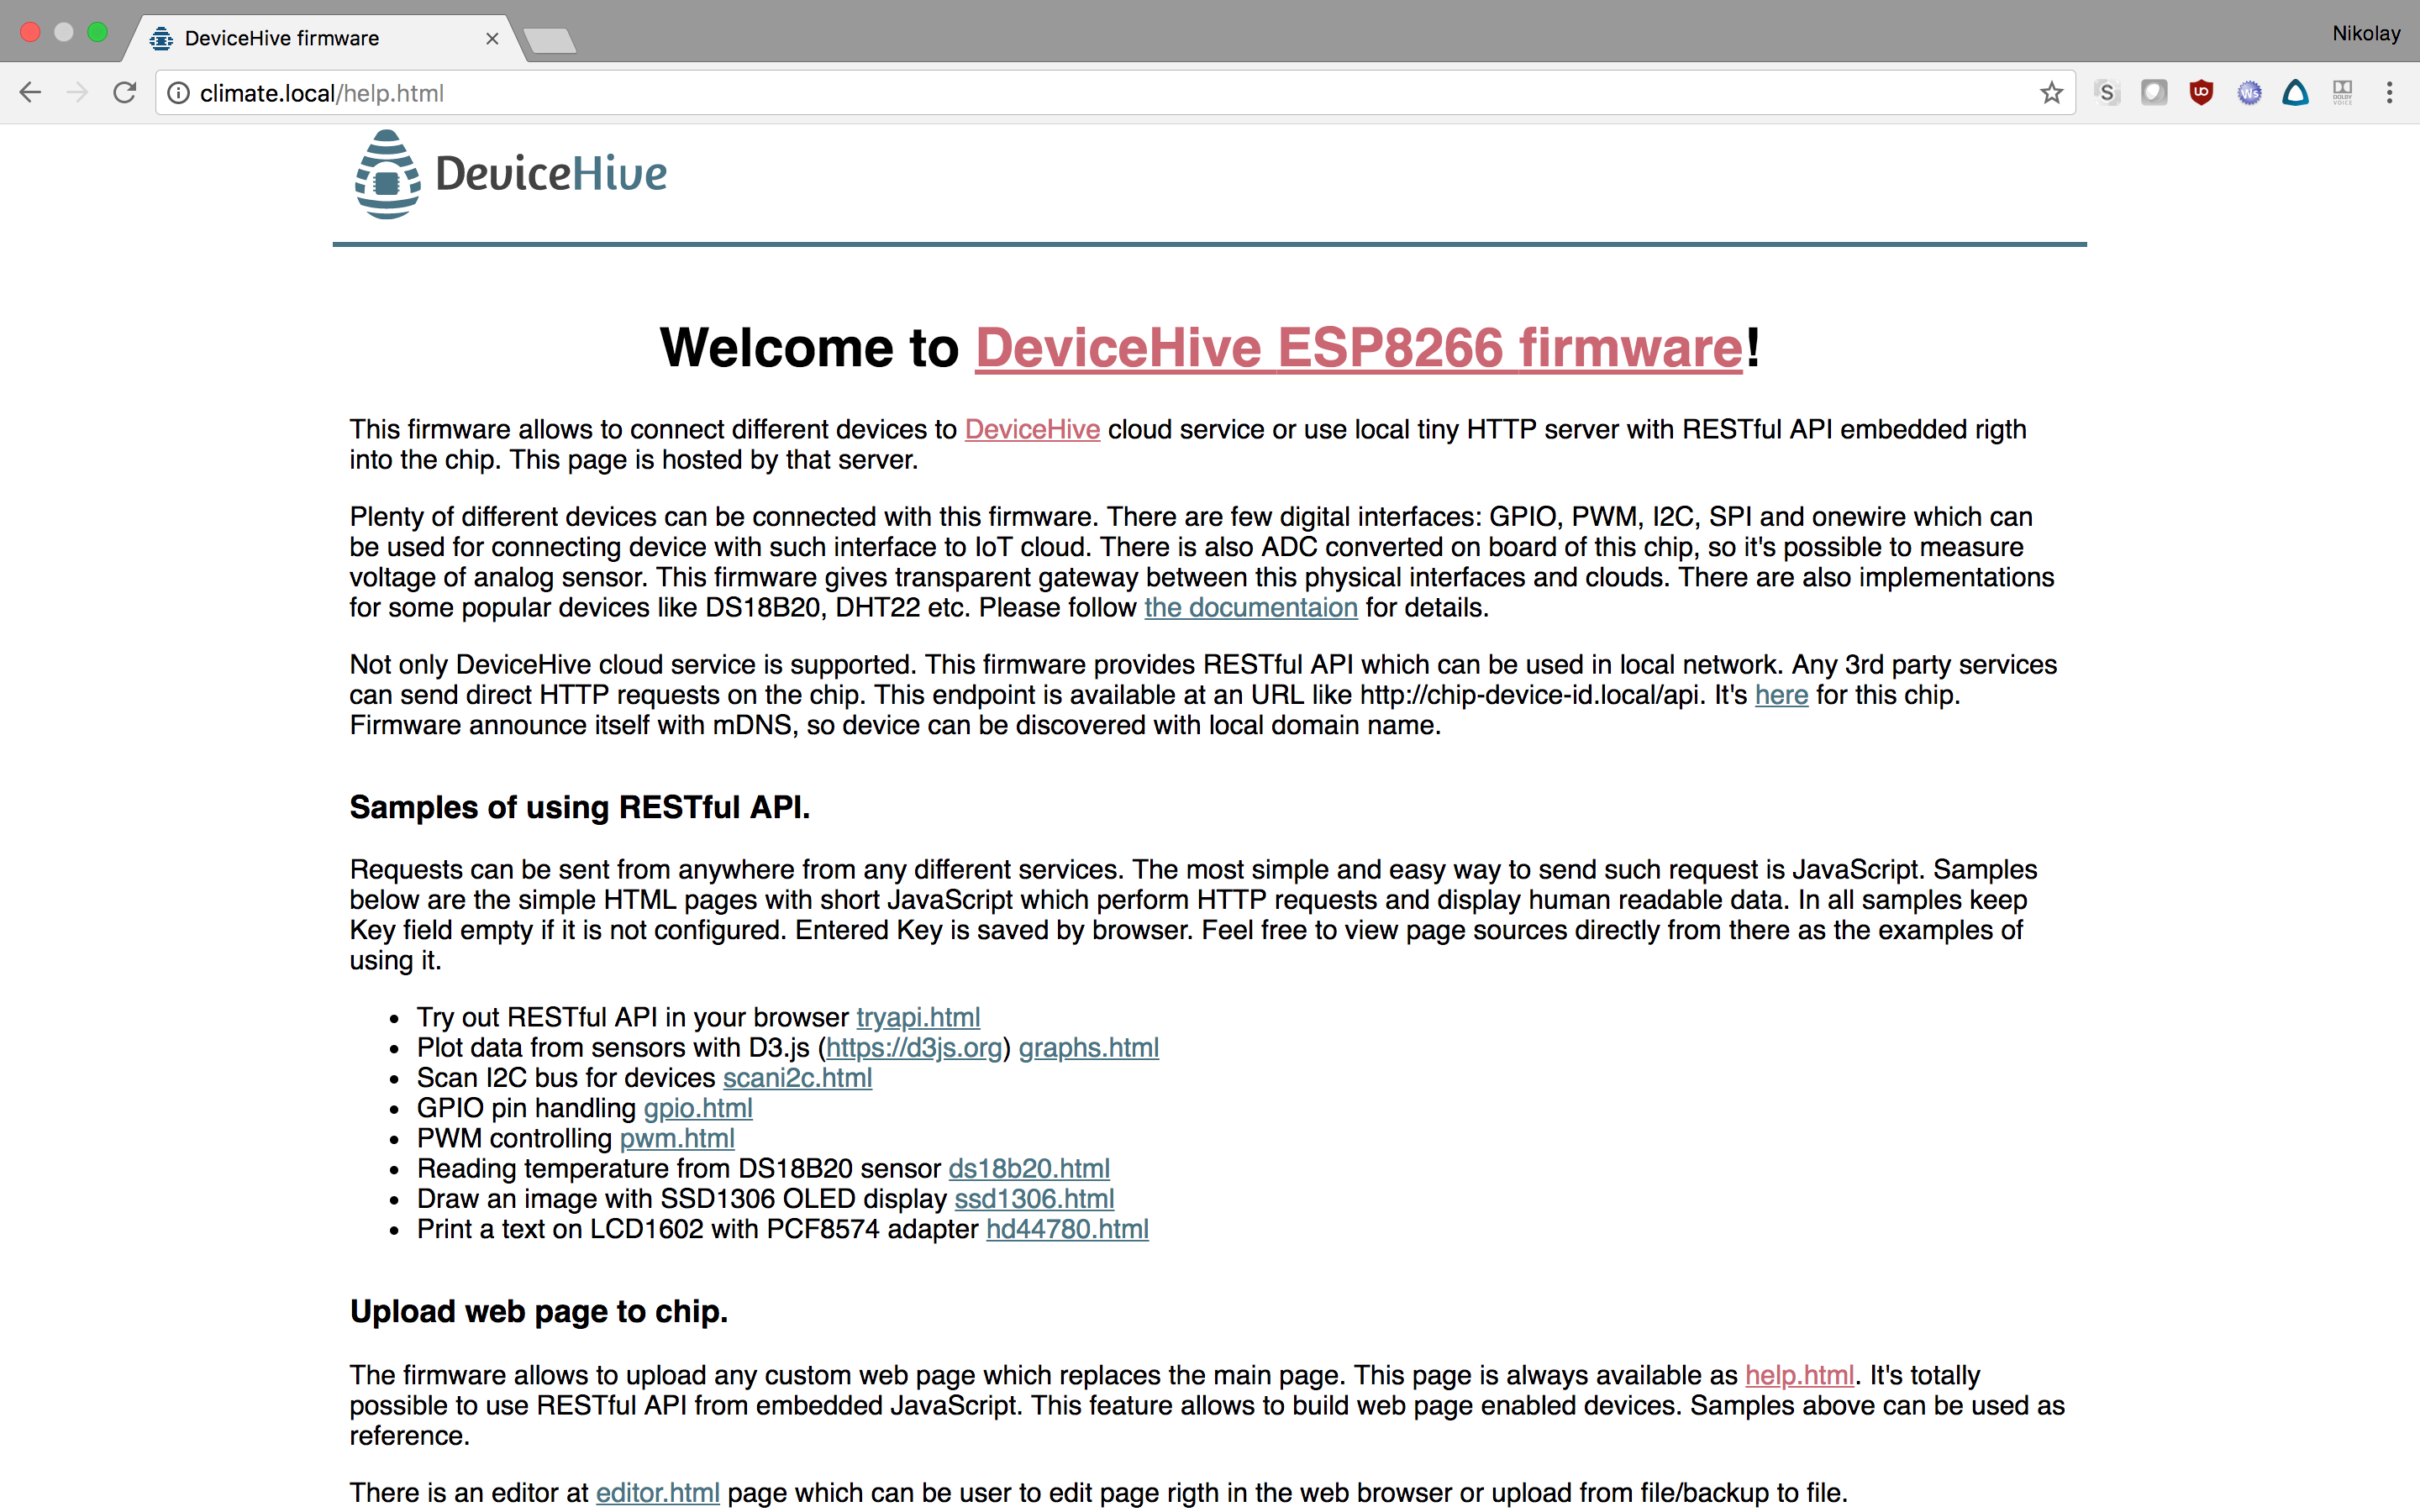 DeviceHive firmware
Nikolay
climate.local/help.html
S
uo
Ws
DOLBY
VOICE
DeviceHive
Welcome to DeviceHive ESP8266 firmware!
This firmware allows to connect different devices to DeviceHive cloud service or use local tiny HTTP server with RESTful API embedded rigth
into the chip. This page is hosted by that server.
Plenty of different devices can be connected with this firmware. There are few digital interfaces: GPIO, PWM, I2C, SPI and onewire which can
be used for connecting device with such interface to IoT cloud. There is also ADC converted on board of this chip, so it's possible to measure
voltage of analog sensor. This firmware gives transparent gateway between this physical interfaces and clouds. There are also implementations
for some popular devices like DS18B20, DHT22 etc. Please follow the documentaion for details.
Not only DeviceHive cloud service is supported. This firmware provides RESTful API which can be used in local network. Any 3rd party services
can send direct HTTP requests on the chip. This endpoint is available at an URL like http://chip-device-id.local/api. It's here for this chip.
Firmware announce itself with mDNS, so device can be discovered with local domain name.
Samples of using RESTful API.
Requests can be sent from anywhere from any different services. The most simple and easy way to send such request is JavaScript. Samples
below are the simple HTML pages with short JavaScript which perform HTTP requests and display human readable data. In all samples keep
Key field empty if it is not configured. Entered Key is saved by browser. Feel free to view page sources directly from there as the examples of
using it.
• Try out RESTful API in your browser tryapi.html
• Plot data from sensors with D3.js (https://d3js.org) graphs.html
• Scan I2C bus for devices scani2c.html
• GPIO pin handling gpio.html
• PWM controlling pwm.html
• Reading temperature from DS18B20 sensor ds18b20.html
• Draw an image with SSD1306 OLED display ssd1306.html
• Print a text on LCD1602 with PCF8574 adapter hd44780.html
Upload web page to chip.
The firmware allows to upload any custom web page which replaces the main page. This page is always available as help.html. It's totally
possible to use RESTful API from embedded JavaScript. This feature allows to build web page enabled devices. Samples above can be used as
reference.
There is an editor at editor.html page which can be user to edit page rigth in the web browser or upload from file/backup to file.